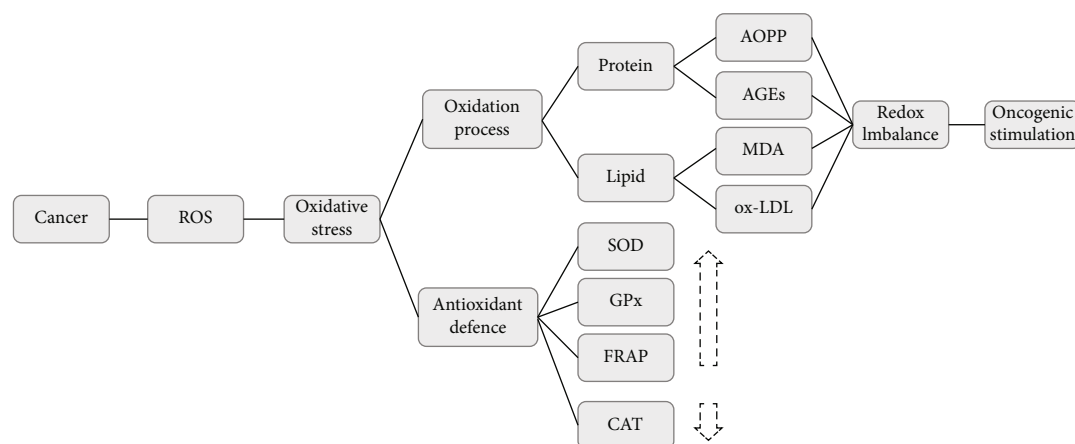 Cancer
ROS
Oxidative
stress
Oxidation
process
Antioxidant
defence
Protein
Lipid
SOD
GPx
FRAP
CAT
AOPP
AGEs
MDA
ox-LDL
Redox
lmbalance
Oncogenic
stimulation